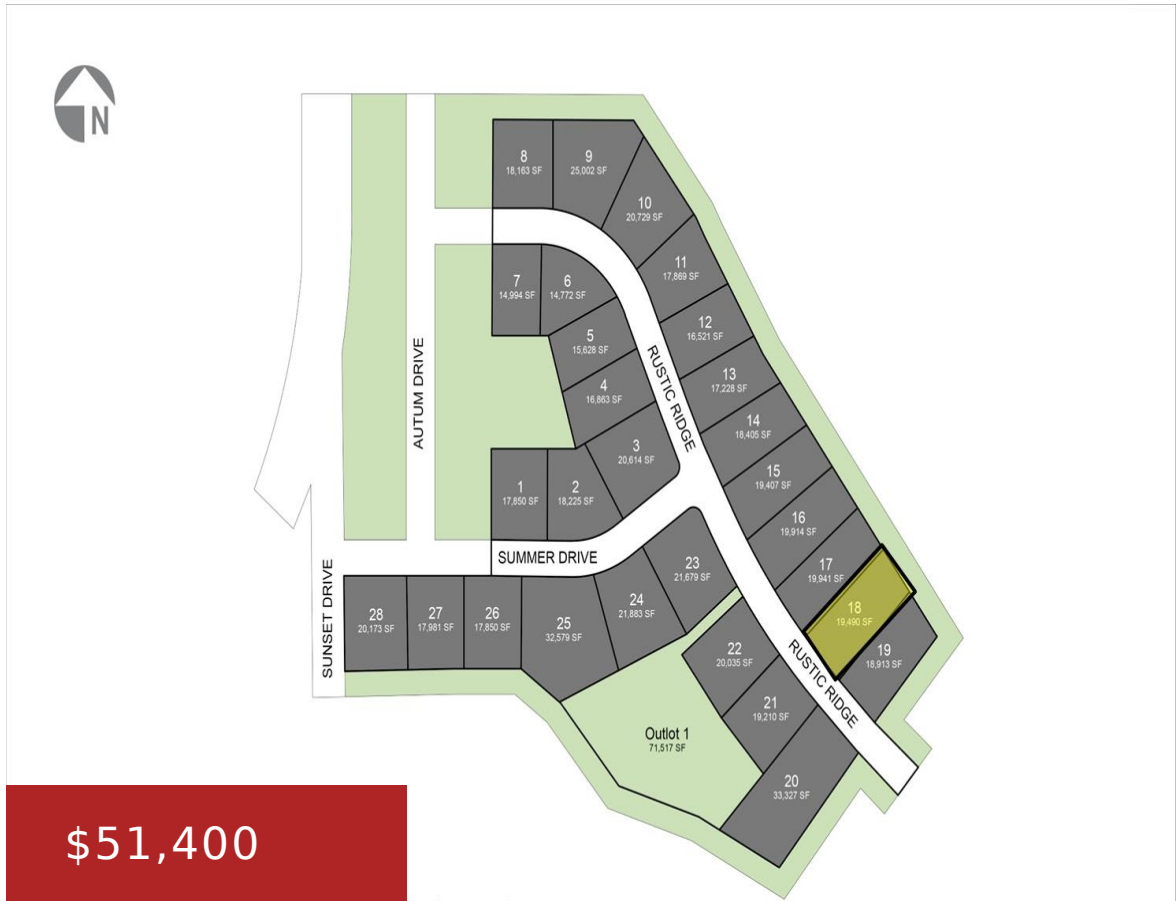 N
8
18,163 SF
9
25,002 SF
10
20,729 SF
11
17,869 SF
7
14,994 SF
6
14,772 SF
5
15,628 SF
12
16,521 SF
4
16,863 SF
13
17,228 SF
AUTUM DRIVE
RUSTIC RIDGE
14
18,405 SF
3
20,614 SF
15
19,407 SF
1
17,850 SF
2
18,225 SF
16
19,914 SF
SUMMER DRIVE
17
19,941 SF
23
21,679 SF
SUNSET DRIVE
28
20,173 SF
27
17,981 SF
26
17,850 SF
25
32,579 SF
24
21,883 SF
18
19,490 SF
22
20,035 SF
19
18,913 SF
RUSTIC RIDGE
21
19,210 SF
Outlot 1
71,517 SF
20
33,327 SF
$51,400